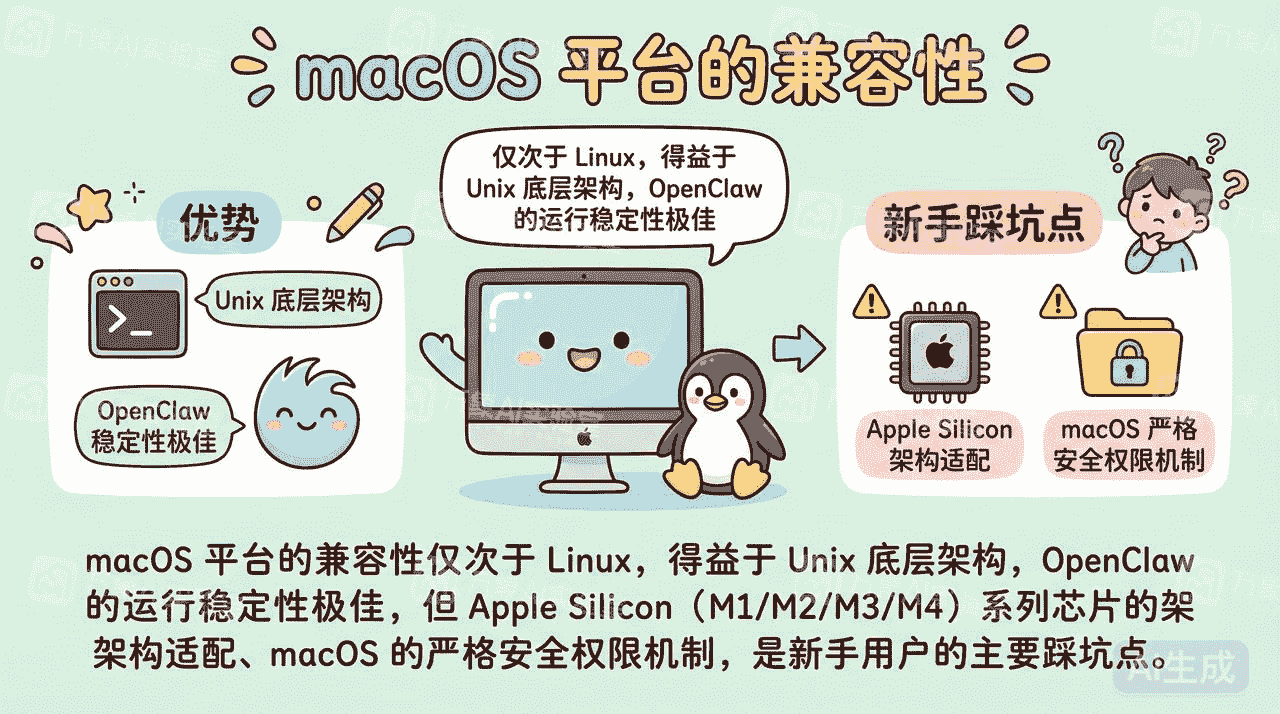 macOS 平台的兼容性
仅次于 Linux，得益于
Unix 底层架构，OpenClaw
的运行稳定性极佳
优势
Unix 底层架构
OpenClaw
稳定性极佳
新手踩坑点
Apple Silicon
架构适配
macOS 严格
安全权限机制
macOS 平台的兼容性仅次于 Linux，得益于 Unix 底层架构，OpenClaw
的运行稳定性极佳，但 Apple Silicon（M1/M2/M3/M4）系列芯片的架
架构适配、macOS 的严格安全权限机制，是新手用户的主要踩坑点。
AI生成